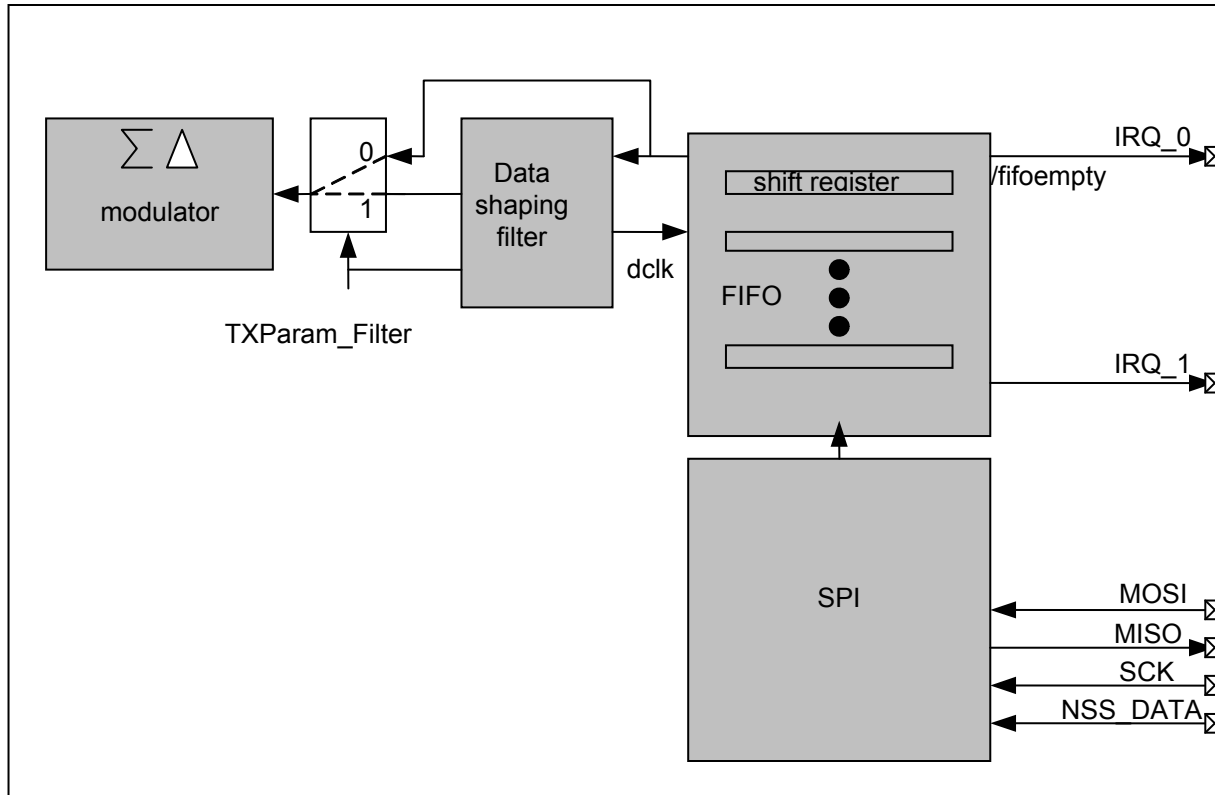 Σ Δ
modulator
0
1
TXParam_Filter
Data
shaping
filter
dclk
shift register
FIFO
IRQ_0
/fifoempty
IRQ_1
SPI
MOSI
MISO
SCK
NSS_DATA